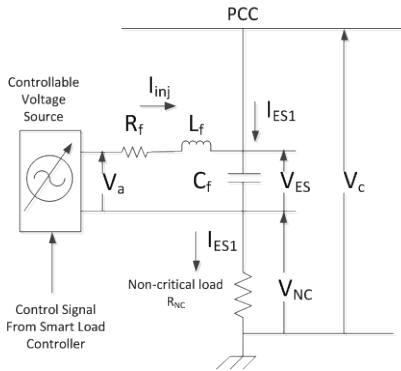 PCC
Controllable
Voltage
Source
I_inj
I_ES1
R_f
L_f
V_a
C_f
V_ES
V_c
I_ES1
Non-critical load
R_NC
V_NC
Control Signal
From Smart Load
Controller